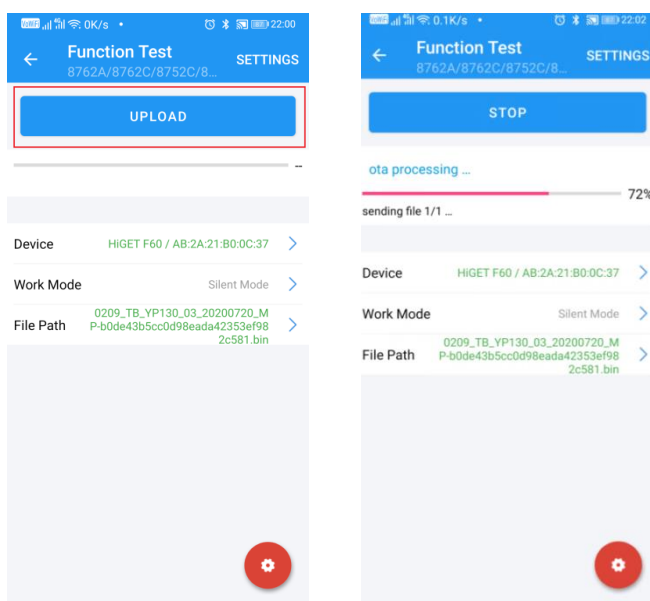 VoWiFi 0K/s 22:00
Function Test
8762A/8762C/8752C/8...
SETTINGS
UPLOAD
--
Device HiGET F60 / AB:2A:21:B0:0C:37
Work Mode Silent Mode
File Path 0209_TB_YP130_03_20200720_M
P-b0de43b5cc0d98eada42353ef98
2c581.bin
VoWiFi 0.1K/s 22:02
Function Test
8762A/8762C/8752C/8...
SETTINGS
STOP
ota processing ...
72%
sending file 1/1 ...
Device HiGET F60 / AB:2A:21:B0:0C:37
Work Mode Silent Mode
File Path 0209_TB_YP130_03_20200720_M
P-b0de43b5cc0d98eada42353ef98
2c581.bin